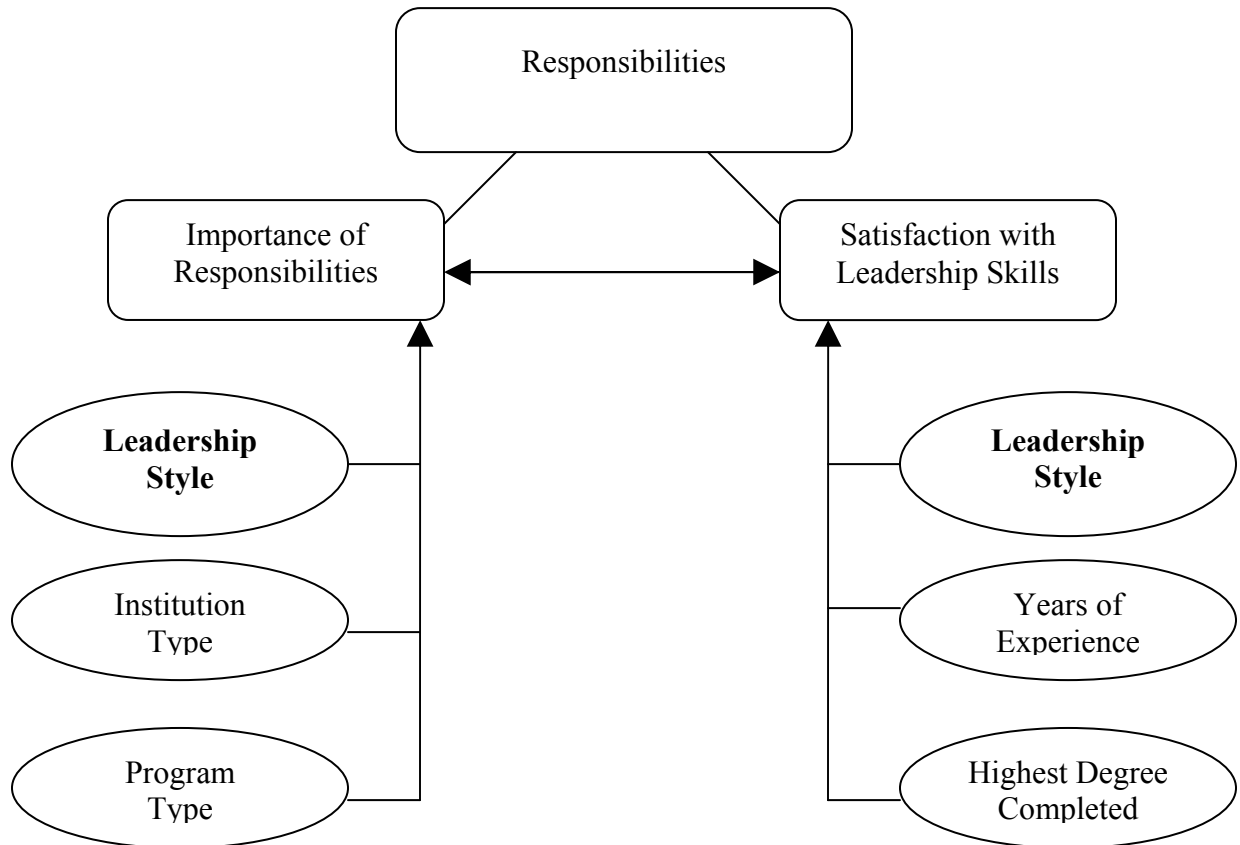 Responsibilities
Importance of
Responsibilities
Satisfaction with
Leadership Skills
Leadership
Style
Leadership
Style
Institution
Type
Years of
Experience
Program
Type
Highest Degree
Completed